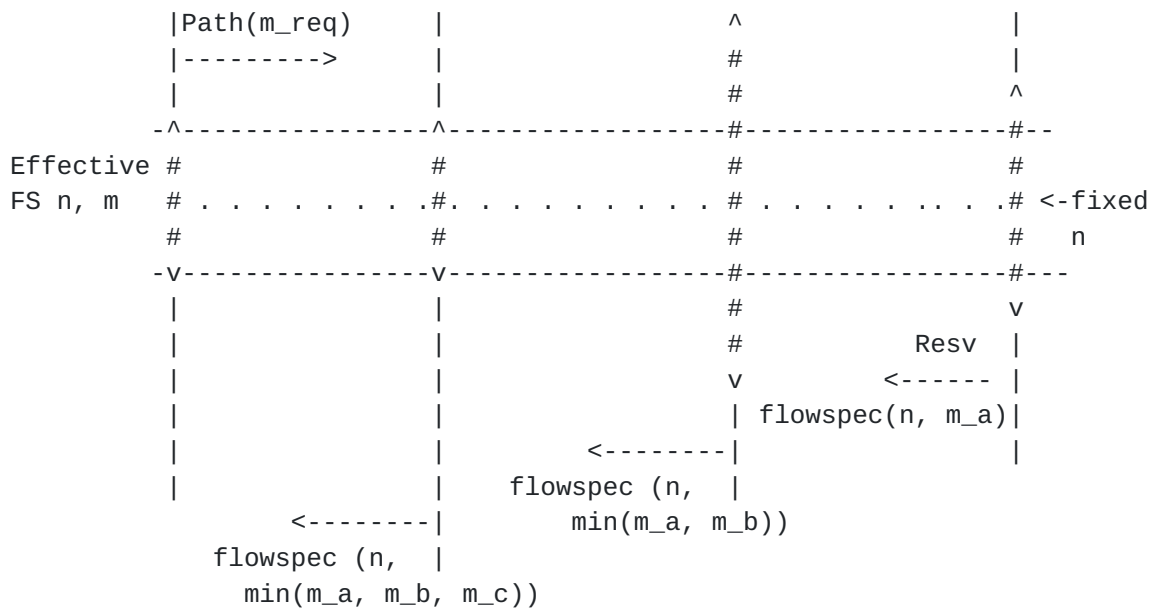 |Path(m_req)         |                  ^                 |
|--------->          |                  #                 |
|                    |                  #                 ^
-^----------------^------------------#-----------------#--
Effective #                #                  #                 #
FS n, m   # . . . . . . . .#. . . . . . . . . # . . . . . .. . .# <-fixed
#                #                  #                 #   n
-v----------------v------------------#-----------------#---
|                |                  #                 v
|                |                  #           Resv  |
|                |                  v         <------ |
|                |                  | flowspec(n, m_a)|
|                |         <--------|                 |
|                |    flowspec (n,  |
<--------|        min(m_a, m_b))
flowspec (n,  |
min(m_a, m_b, m_c))